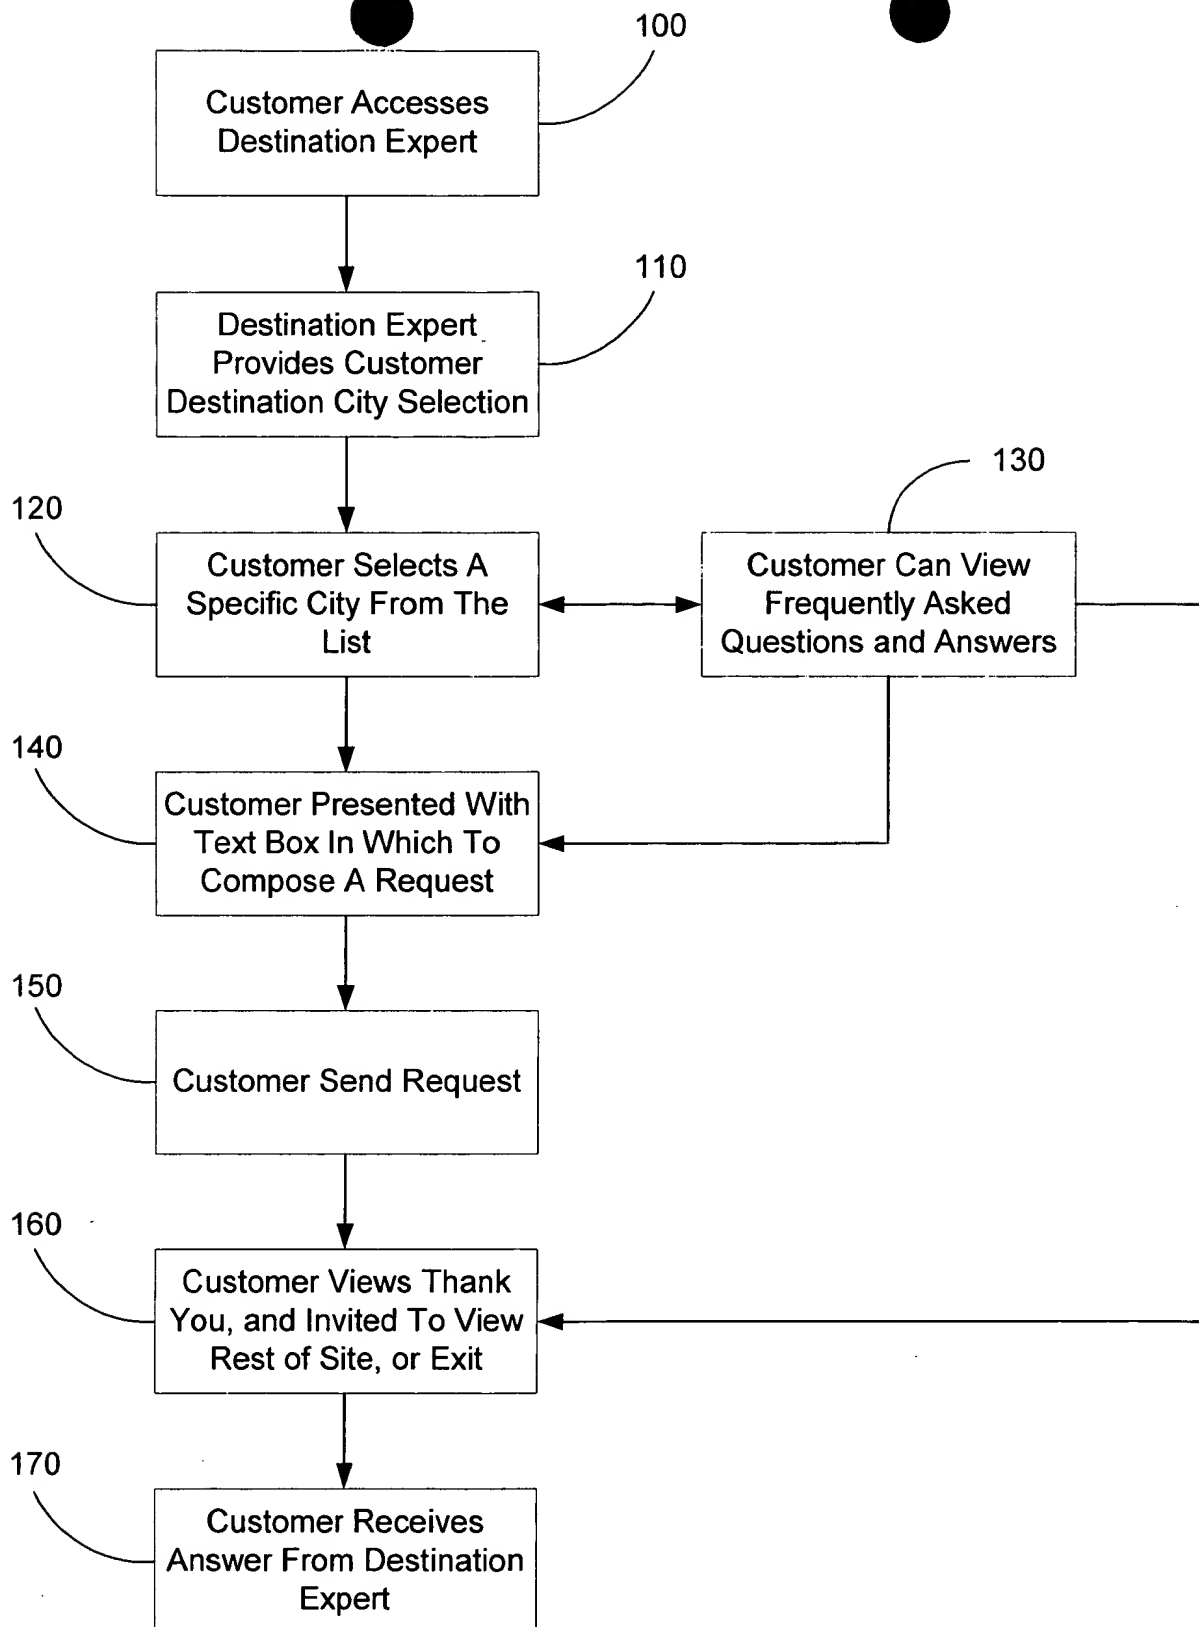 100
Customer Accesses
Destination Expert
110
Destination Expert
Provides Customer
Destination City Selection
120
Customer Selects A
Specific City From The
List
130
Customer Can View
Frequently Asked
Questions and Answers
140
Customer Presented With
Text Box In Which To
Compose A Request
150
Customer Send Request
160
Customer Views Thank
You, and Invited To View
Rest of Site, or Exit
170
Customer Receives
Answer From Destination
Expert